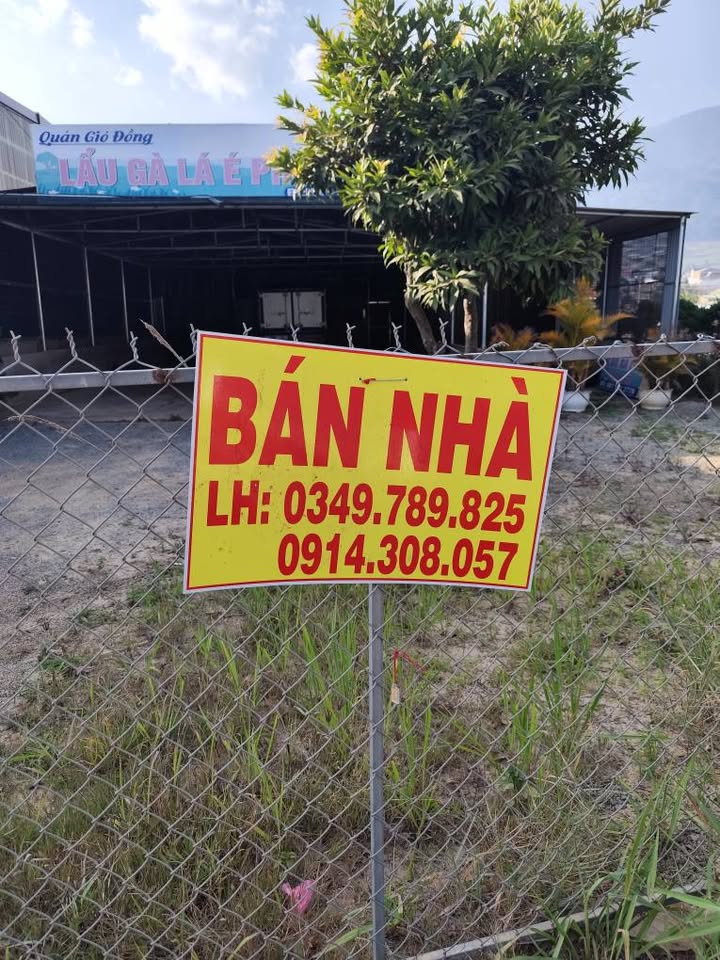 Quán Gió Đồng
LẨU GÀ LÁ É
BÁN NHÀ
LH: 0349.789.825
0914.308.057